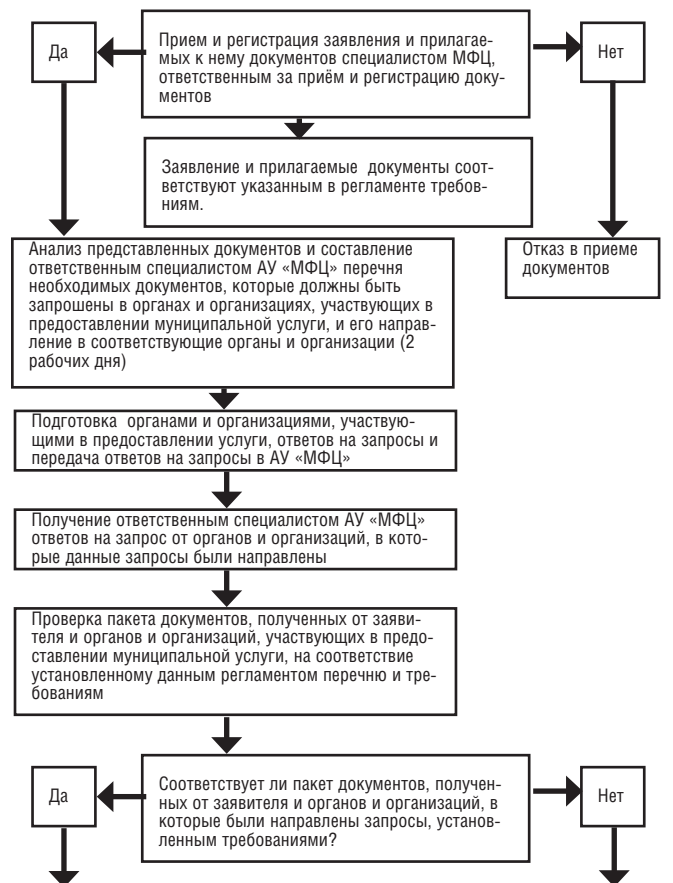 Да
Прием и регистрация заявления и прилагае-
мых к нему документов специалистом МФЦ,
ответственным за приём и регистрацию доку-
ментов
Нет
Заявление и прилагаемые документы соот-
ветствуют указанным в регламенте требов-
ниям.
Анализ представленных документов и составление
ответственным специалистом АУ «МФЦ» перечня
необходимых документов, которые должны быть
запрошены в органах и организациях, участвующих в
предоставлении муниципальной услуги, и его направ-
ление в соответствующие органы и организации (2
рабочих дня)
Отказ в приеме
документов
Подготовка органами и организациями, участвую-
щими в предоставлении услуги, ответов на запросы и
передача ответов на запросы в АУ «МФЦ»
Получение ответственным специалистом АУ «МФЦ»
ответов на запрос от органов и организаций, в кото-
рые данные запросы были направлены
Проверка пакета документов, полученных от заяви-
теля и органов и организаций, участвующих в предо-
ставлении муниципальной услуги, на соответствие
установленному данным регламентом перечню и тре-
бованиям
Да
Соответствует ли пакет документов, получен-
ных от заявителя и органов и организаций, в
которые были направлены запросы, установ-
ленным требованиями?
Нет